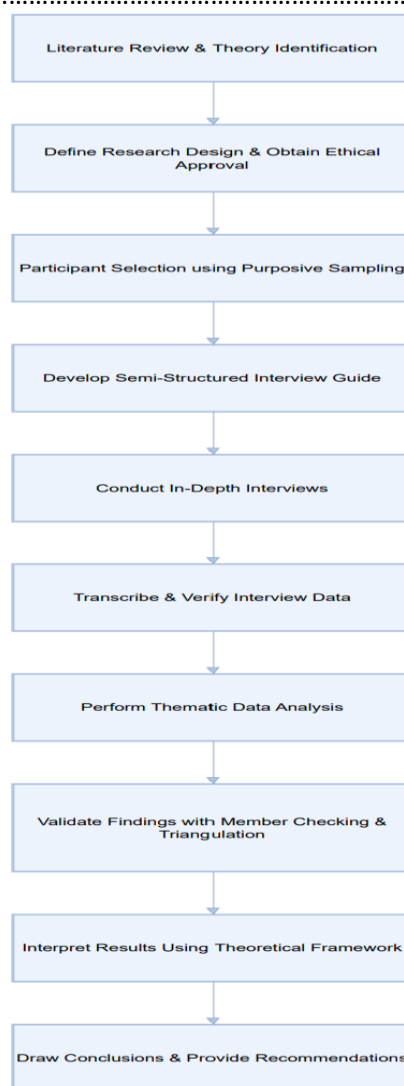 Literature Review & Theory Identification
Define Research Design & Obtain Ethical
Approval
Participant Selection using Purposive Sampling
Develop Semi-Structured Interview Guide
Conduct In-Depth Interviews
Transcribe & Verify Interview Data
Perform Thematic Data Analysis
Validate Findings with Member Checking &
Triangulation
Interpret Results Using Theoretical Framework
Draw Conclusions & Provide Recommendations